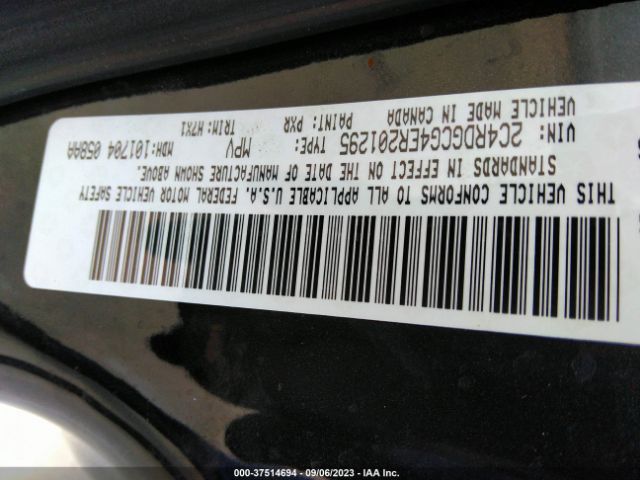 THIS VEHICLE CONFORMS TO ALL APPLICABLE U.S.A. FEDERAL MOTOR VEHICLE SAFETY
STANDARDS IN EFFECT ON THE DATE OF MANUFACTURE SHOWN ABOVE.
VIN: 2C4RDGCG4ER201295 TYPE: MPV MDH:101704 058AA
VEHICLE MADE IN CANADA PAINT: PXR TRIM:H7X1
000-37514694 - 09/06/2023 - IAA Inc.